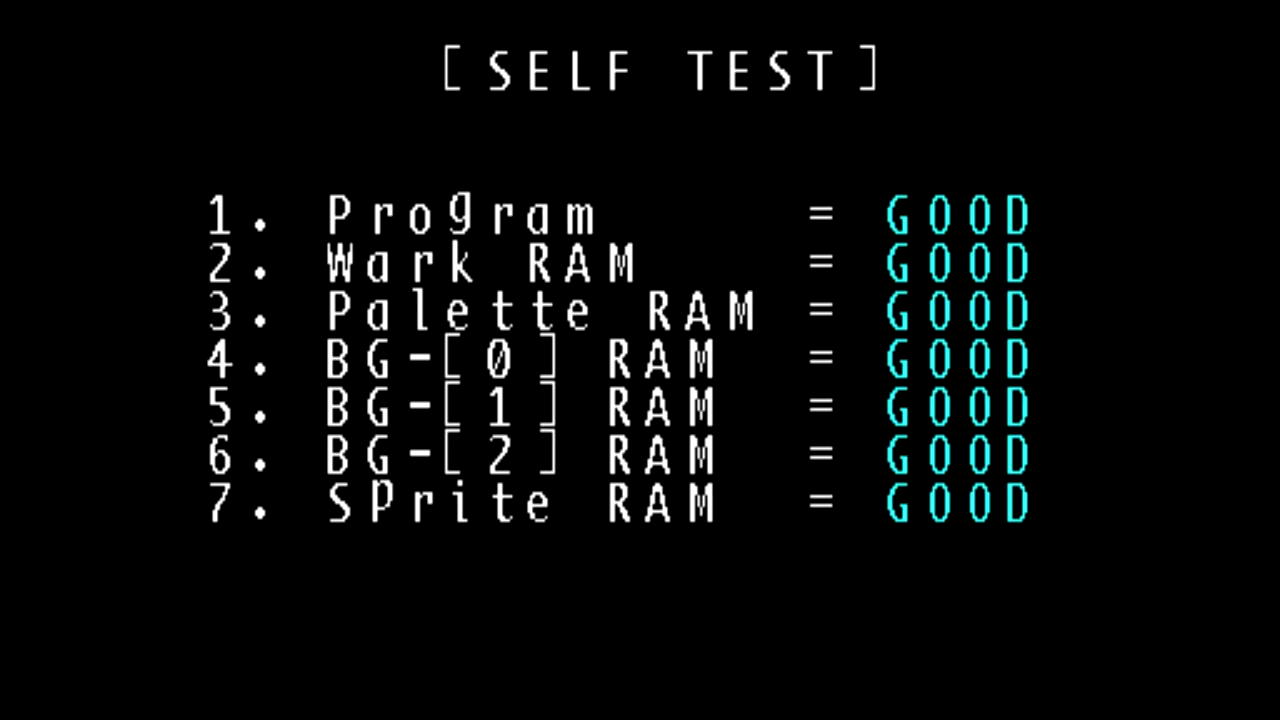 [SELF TEST]
1. Program = GOOD
2. Wark RAM = GOOD
3. Palette RAM = GOOD
4. BG-[0] RAM = GOOD
5. BG-[1] RAM = GOOD
6. BG-[2] RAM = GOOD
7. Sprite RAM = GOOD